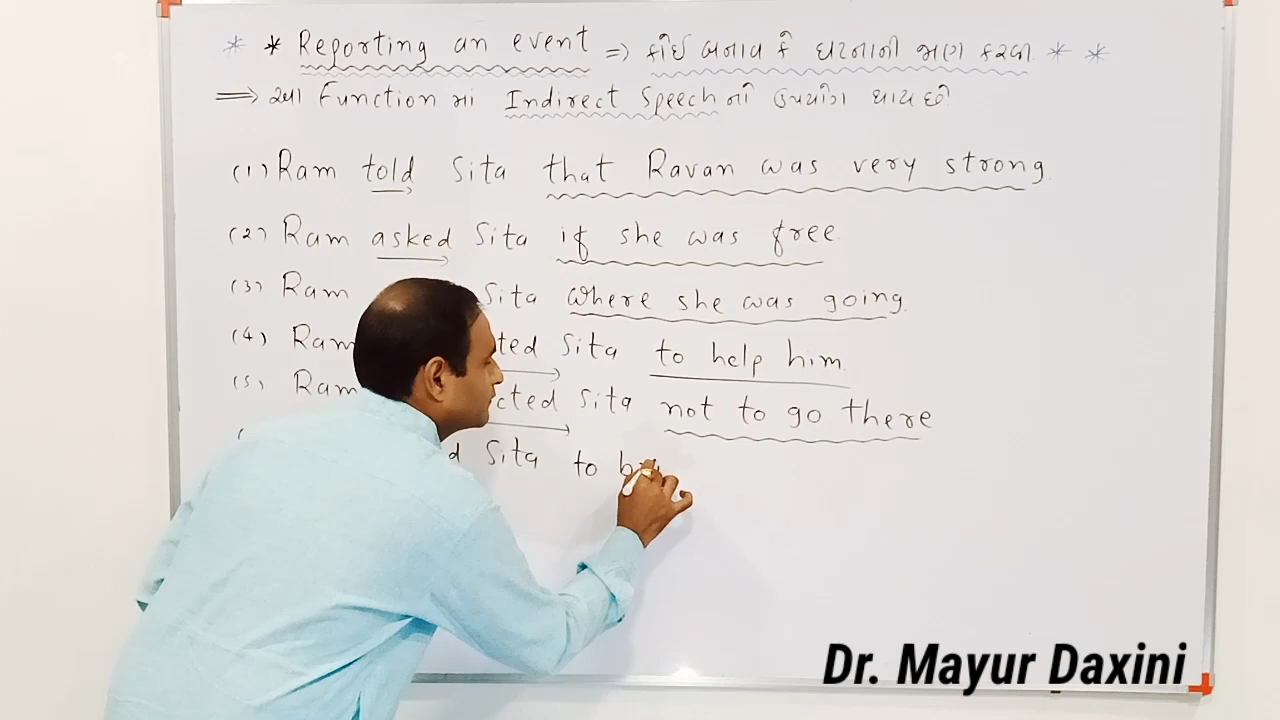 * * Reporting an event => કોઈ બનાવ કે ઘટનાની જાણ કરવી * *
=> આ Function માં Indirect Speech નો ઉપયોગ થાય છે.
(1) Ram told Sita that Ravan was very strong.
(2) Ram asked Sita if she was free.
(3) Ram Sita where she was going.
(4) Ram ted Sita to help him.
(5) Ram cted Sita not to go there
d Sita to
Dr. Mayur Daxini